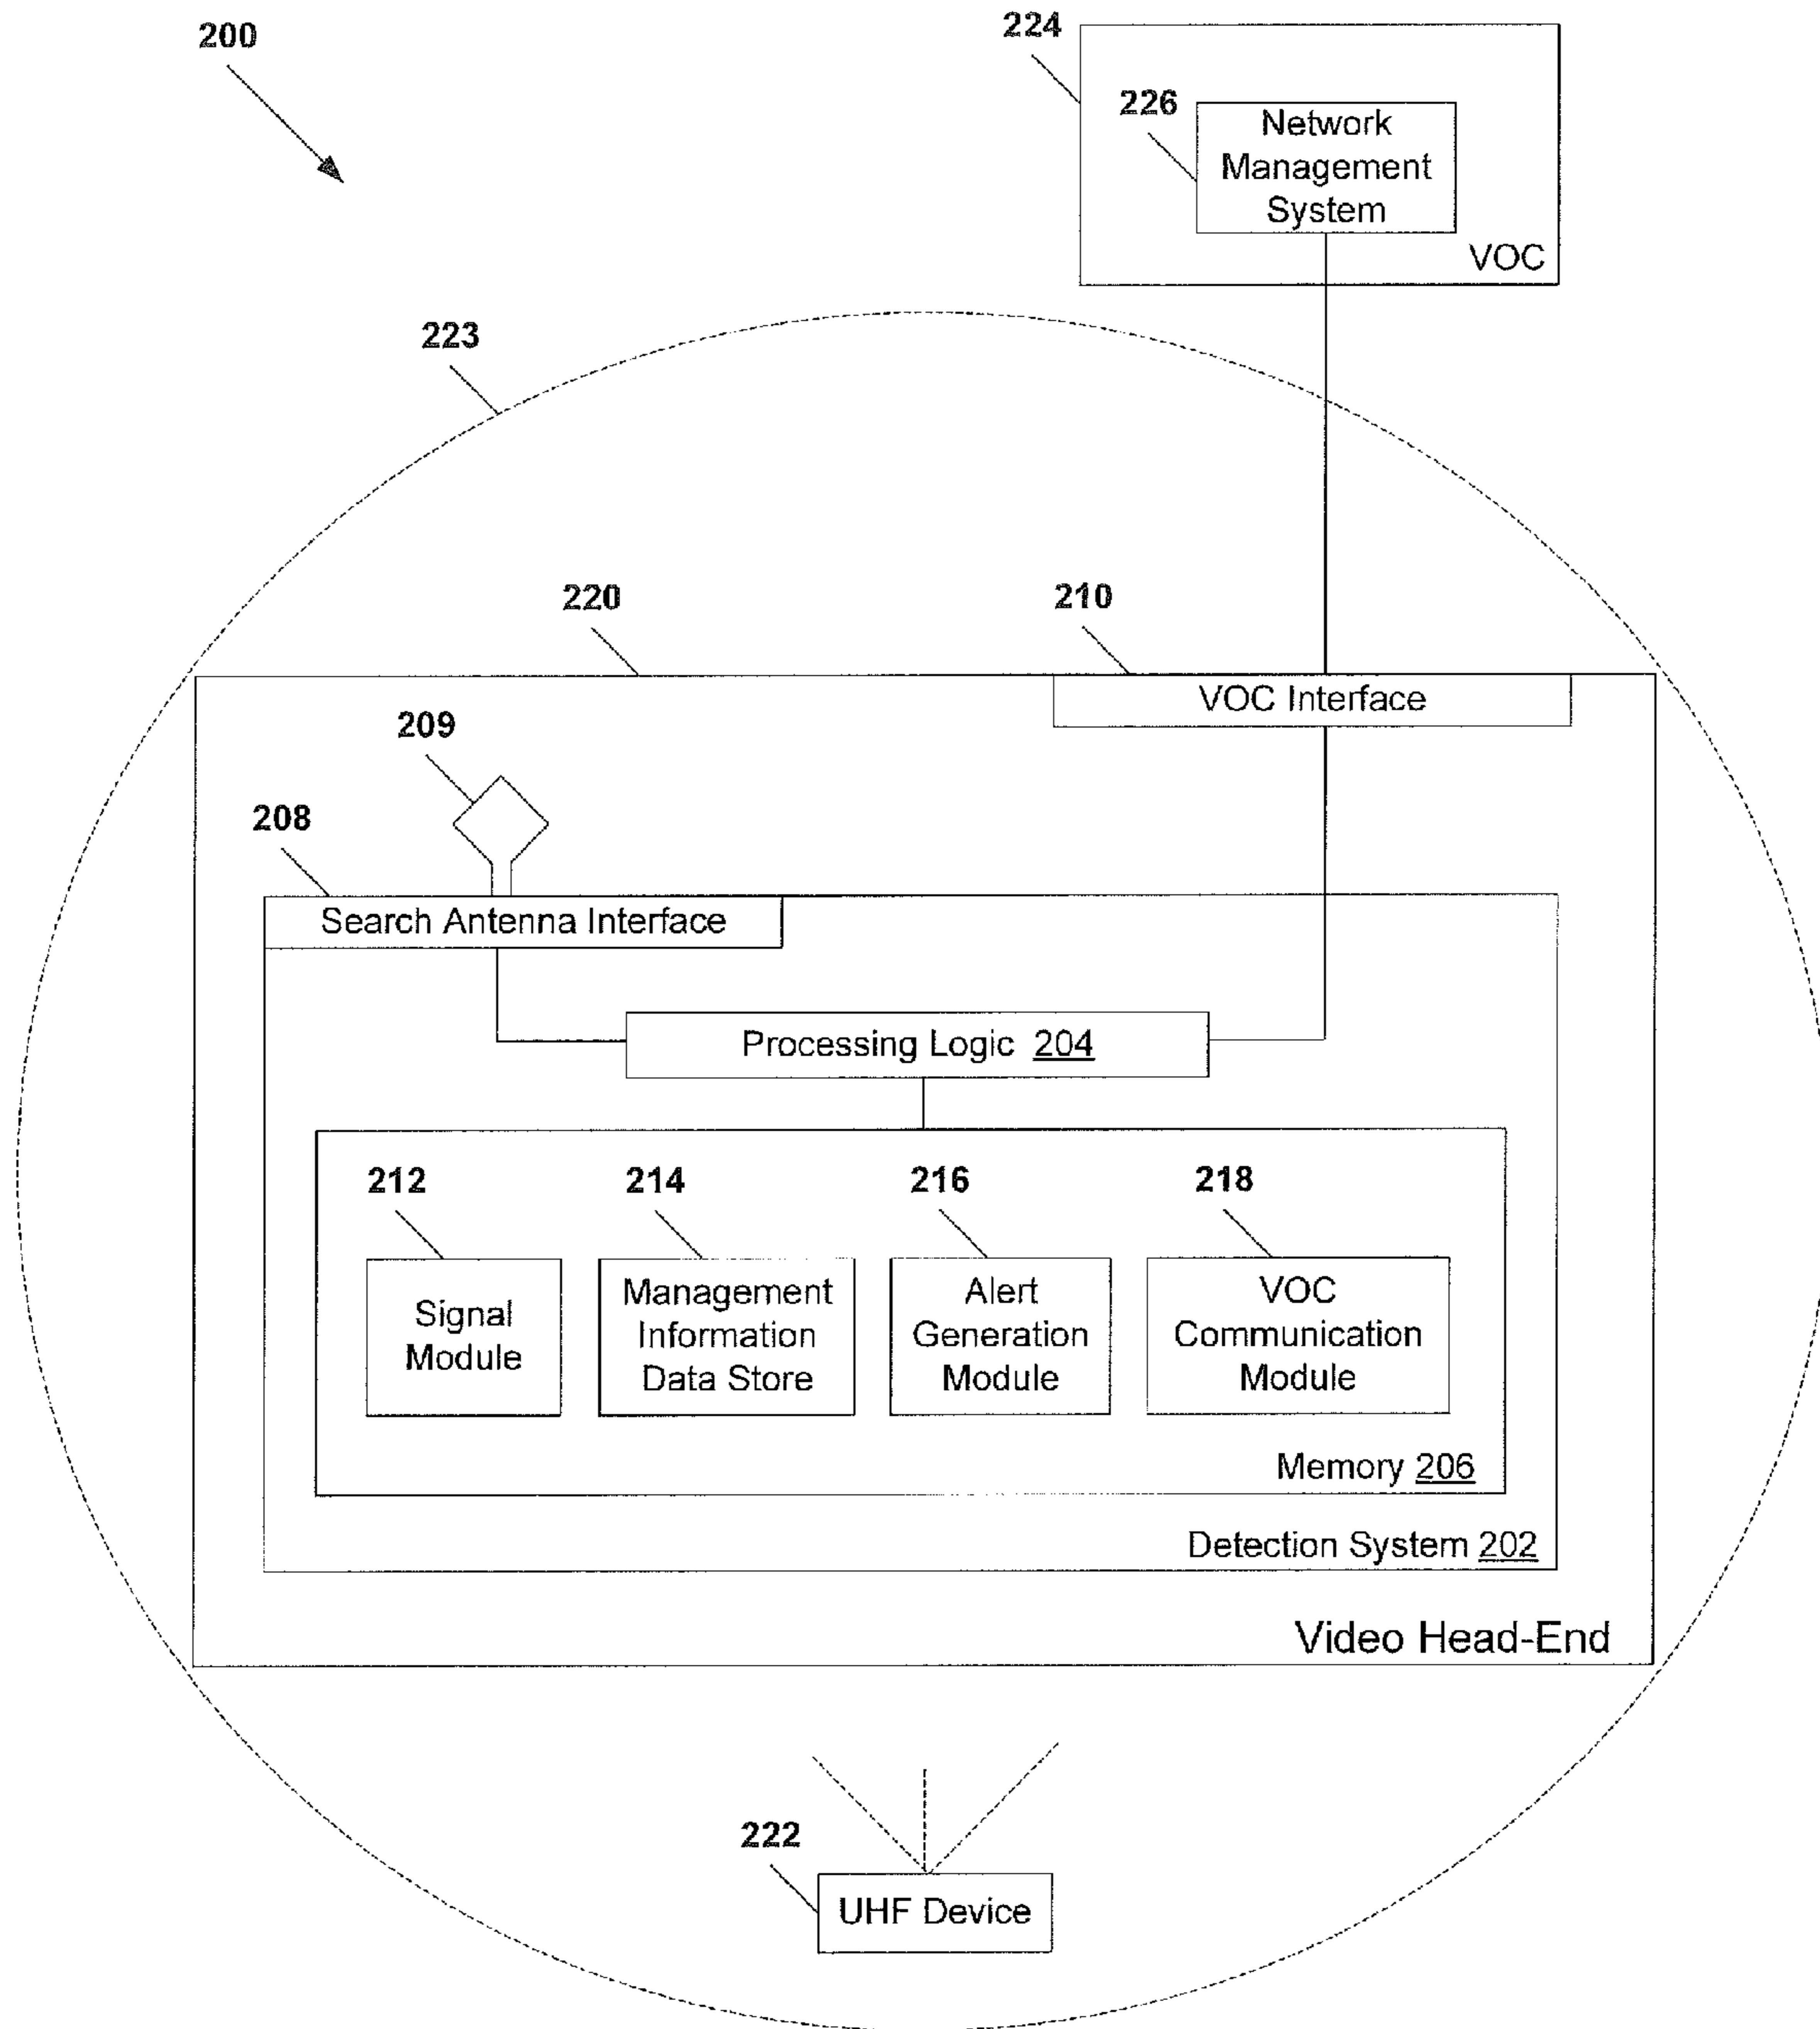 200
224
226
Network
Management
System
VOC
223
220
210
VOC Interface
209
208
Search Antenna Interface
Processing Logic 204
212
214
216
218
Signal
Module
Management
Information
Data Store
Alert
Generation
Module
VOC
Communication
Module
Memory 206
Detection System 202
Video Head-End
222
UHF Device